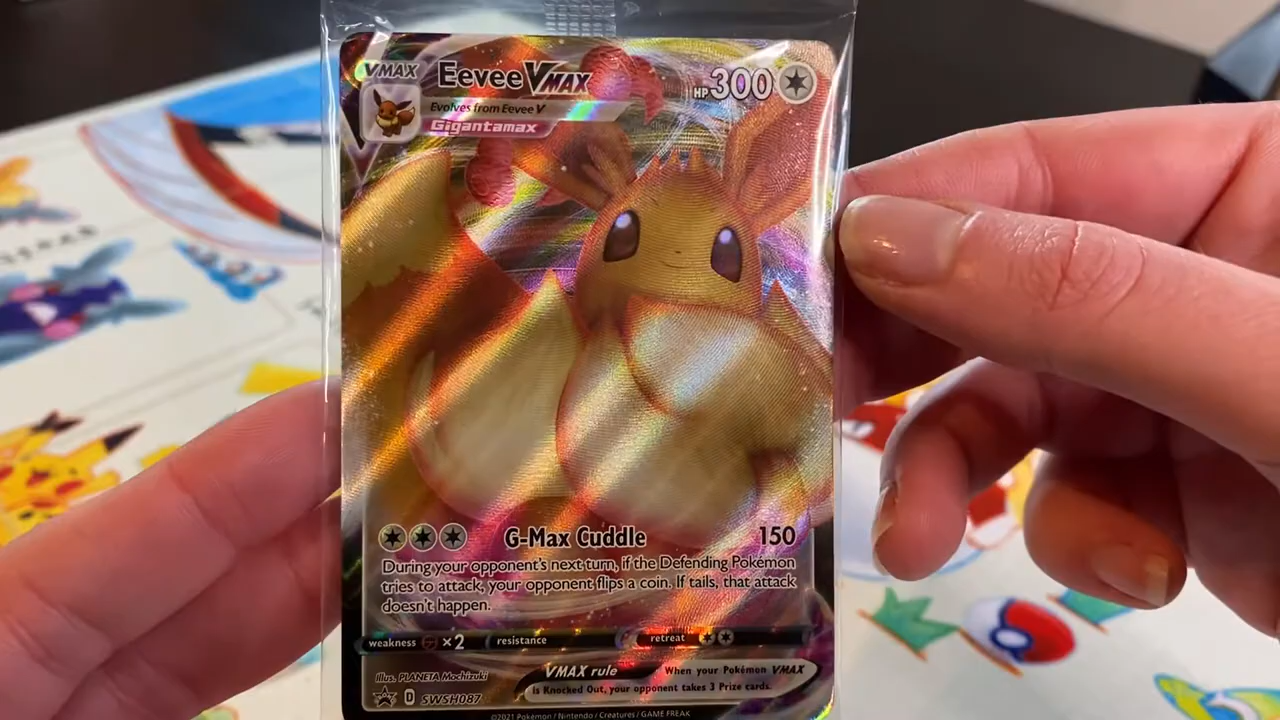 VMAX
Eevee VMAX
HP 300
Evolves from Eevee V
Gigantamax
G-Max Cuddle 150
During your opponent's next turn, if the Defending Pokémon
tries to attack, your opponent flips a coin. If tails, that attack
doesn't happen.
weakness ×2 resistance retreat
VMAX rule When your Pokémon VMAX
is Knocked Out, your opponent takes 3 Prize cards.
Illus. PLANETA Mochizuki
D SWSH087
©2021 Pokémon / Nintendo / Creatures / GAME FREAK